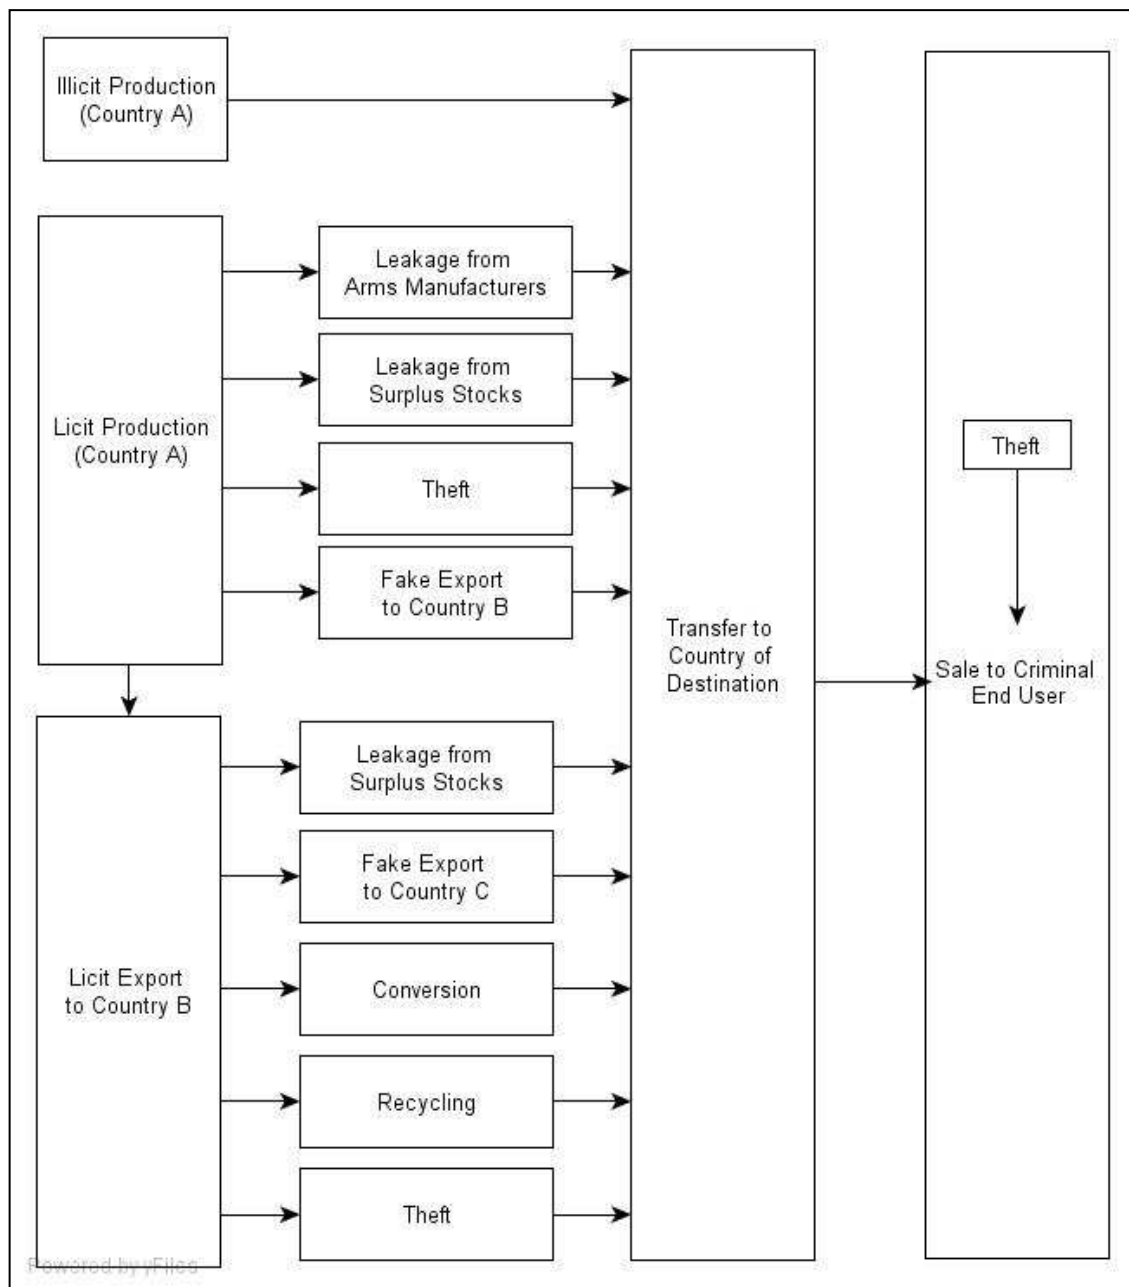 Illicit Production
(Country A)
Leakage from
Arms Manufacturers
Leakage from
Surplus Stocks
Licit Production
(Country A)
Theft
Fake Export
to Country B
Leakage from
Surplus Stocks
Fake Export
to Country C
Licit Export
to Country B
Conversion
Recycling
Theft
Transfer to
Country of
Destination
Theft
Sale to Criminal
End User
Powered by yFiles